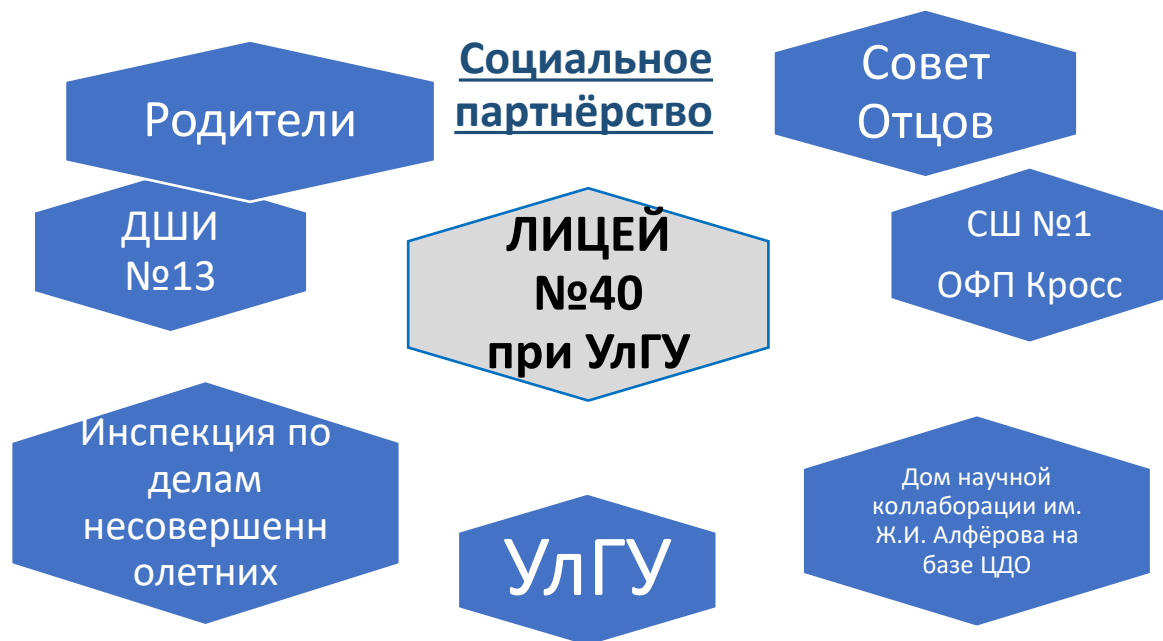 Социальное
партнёрство
Родители
Совет
Отцов
ДШИ
№13
ЛИЦЕЙ
№40
при УлГУ
СШ №1
ОФП Кросс
Инспекция по
делам
несовершенн
олетних
УлГУ
Дом научной
коллаборации им.
Ж.И. Алфёрова на
базе ЦДО